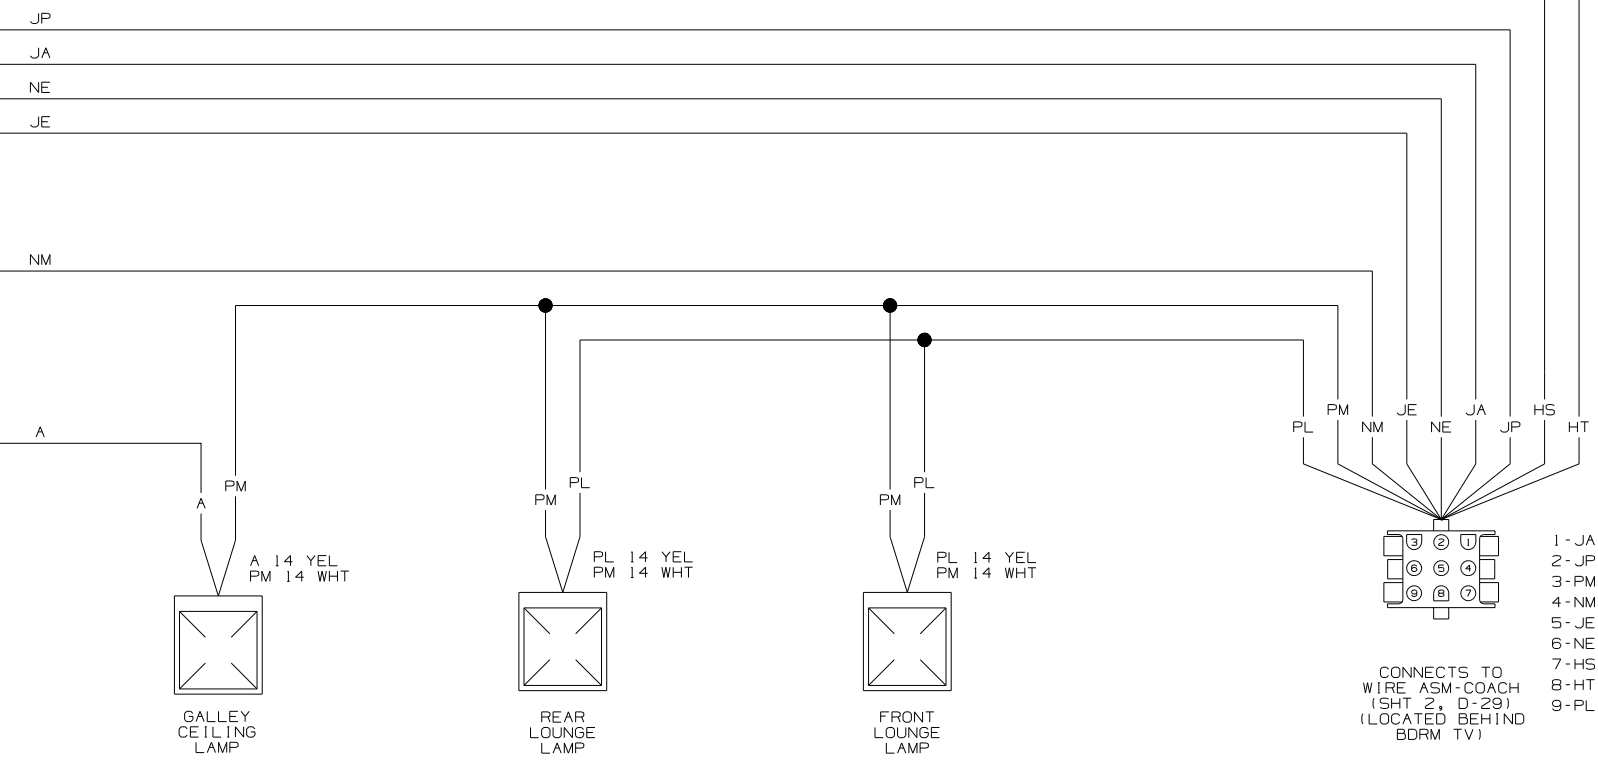 JP
JA
NE
JE
NM
A
PM
A
A 14 YEL
PM 14 WHT
GALLEY
CEILING
LAMP
PL
PM
PL 14 YEL
PM 14 WHT
REAR
LOUNGE
LAMP
PL
PM
PL 14 YEL
PM 14 WHT
FRONT
LOUNGE
LAMP
PM JE JA HS
PL NM NE JP HT
3 2 1
6 5 4
9 8 7
CONNECTS TO
WIRE ASM-COACH
(SHT 2, D-29)
(LOCATED BEHIND
BDRM TV)
1-JA
2-JP
3-PM
4-NM
5-JE
6-NE
7-HS
8-HT
9-PL